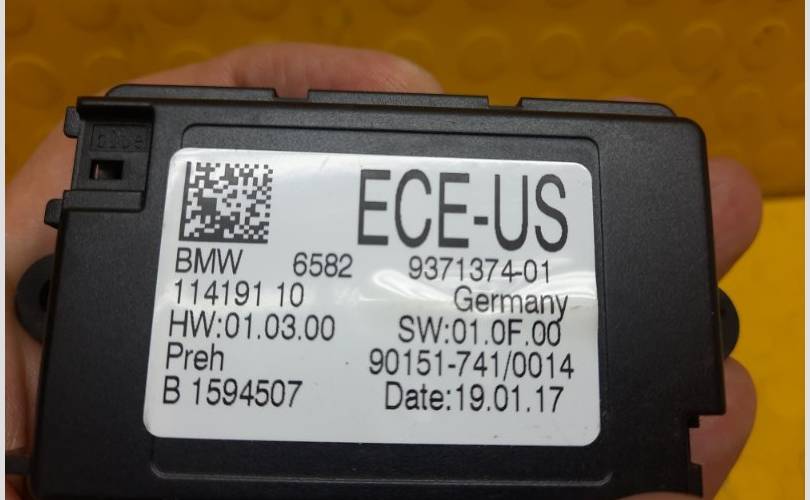 ECE-US
BMW 6582 9371374-01
114191 10 Germany
HW:01.03.00 SW:01.0F.00
Preh 90151-741/0014
B 1594507 Date:19.01.17